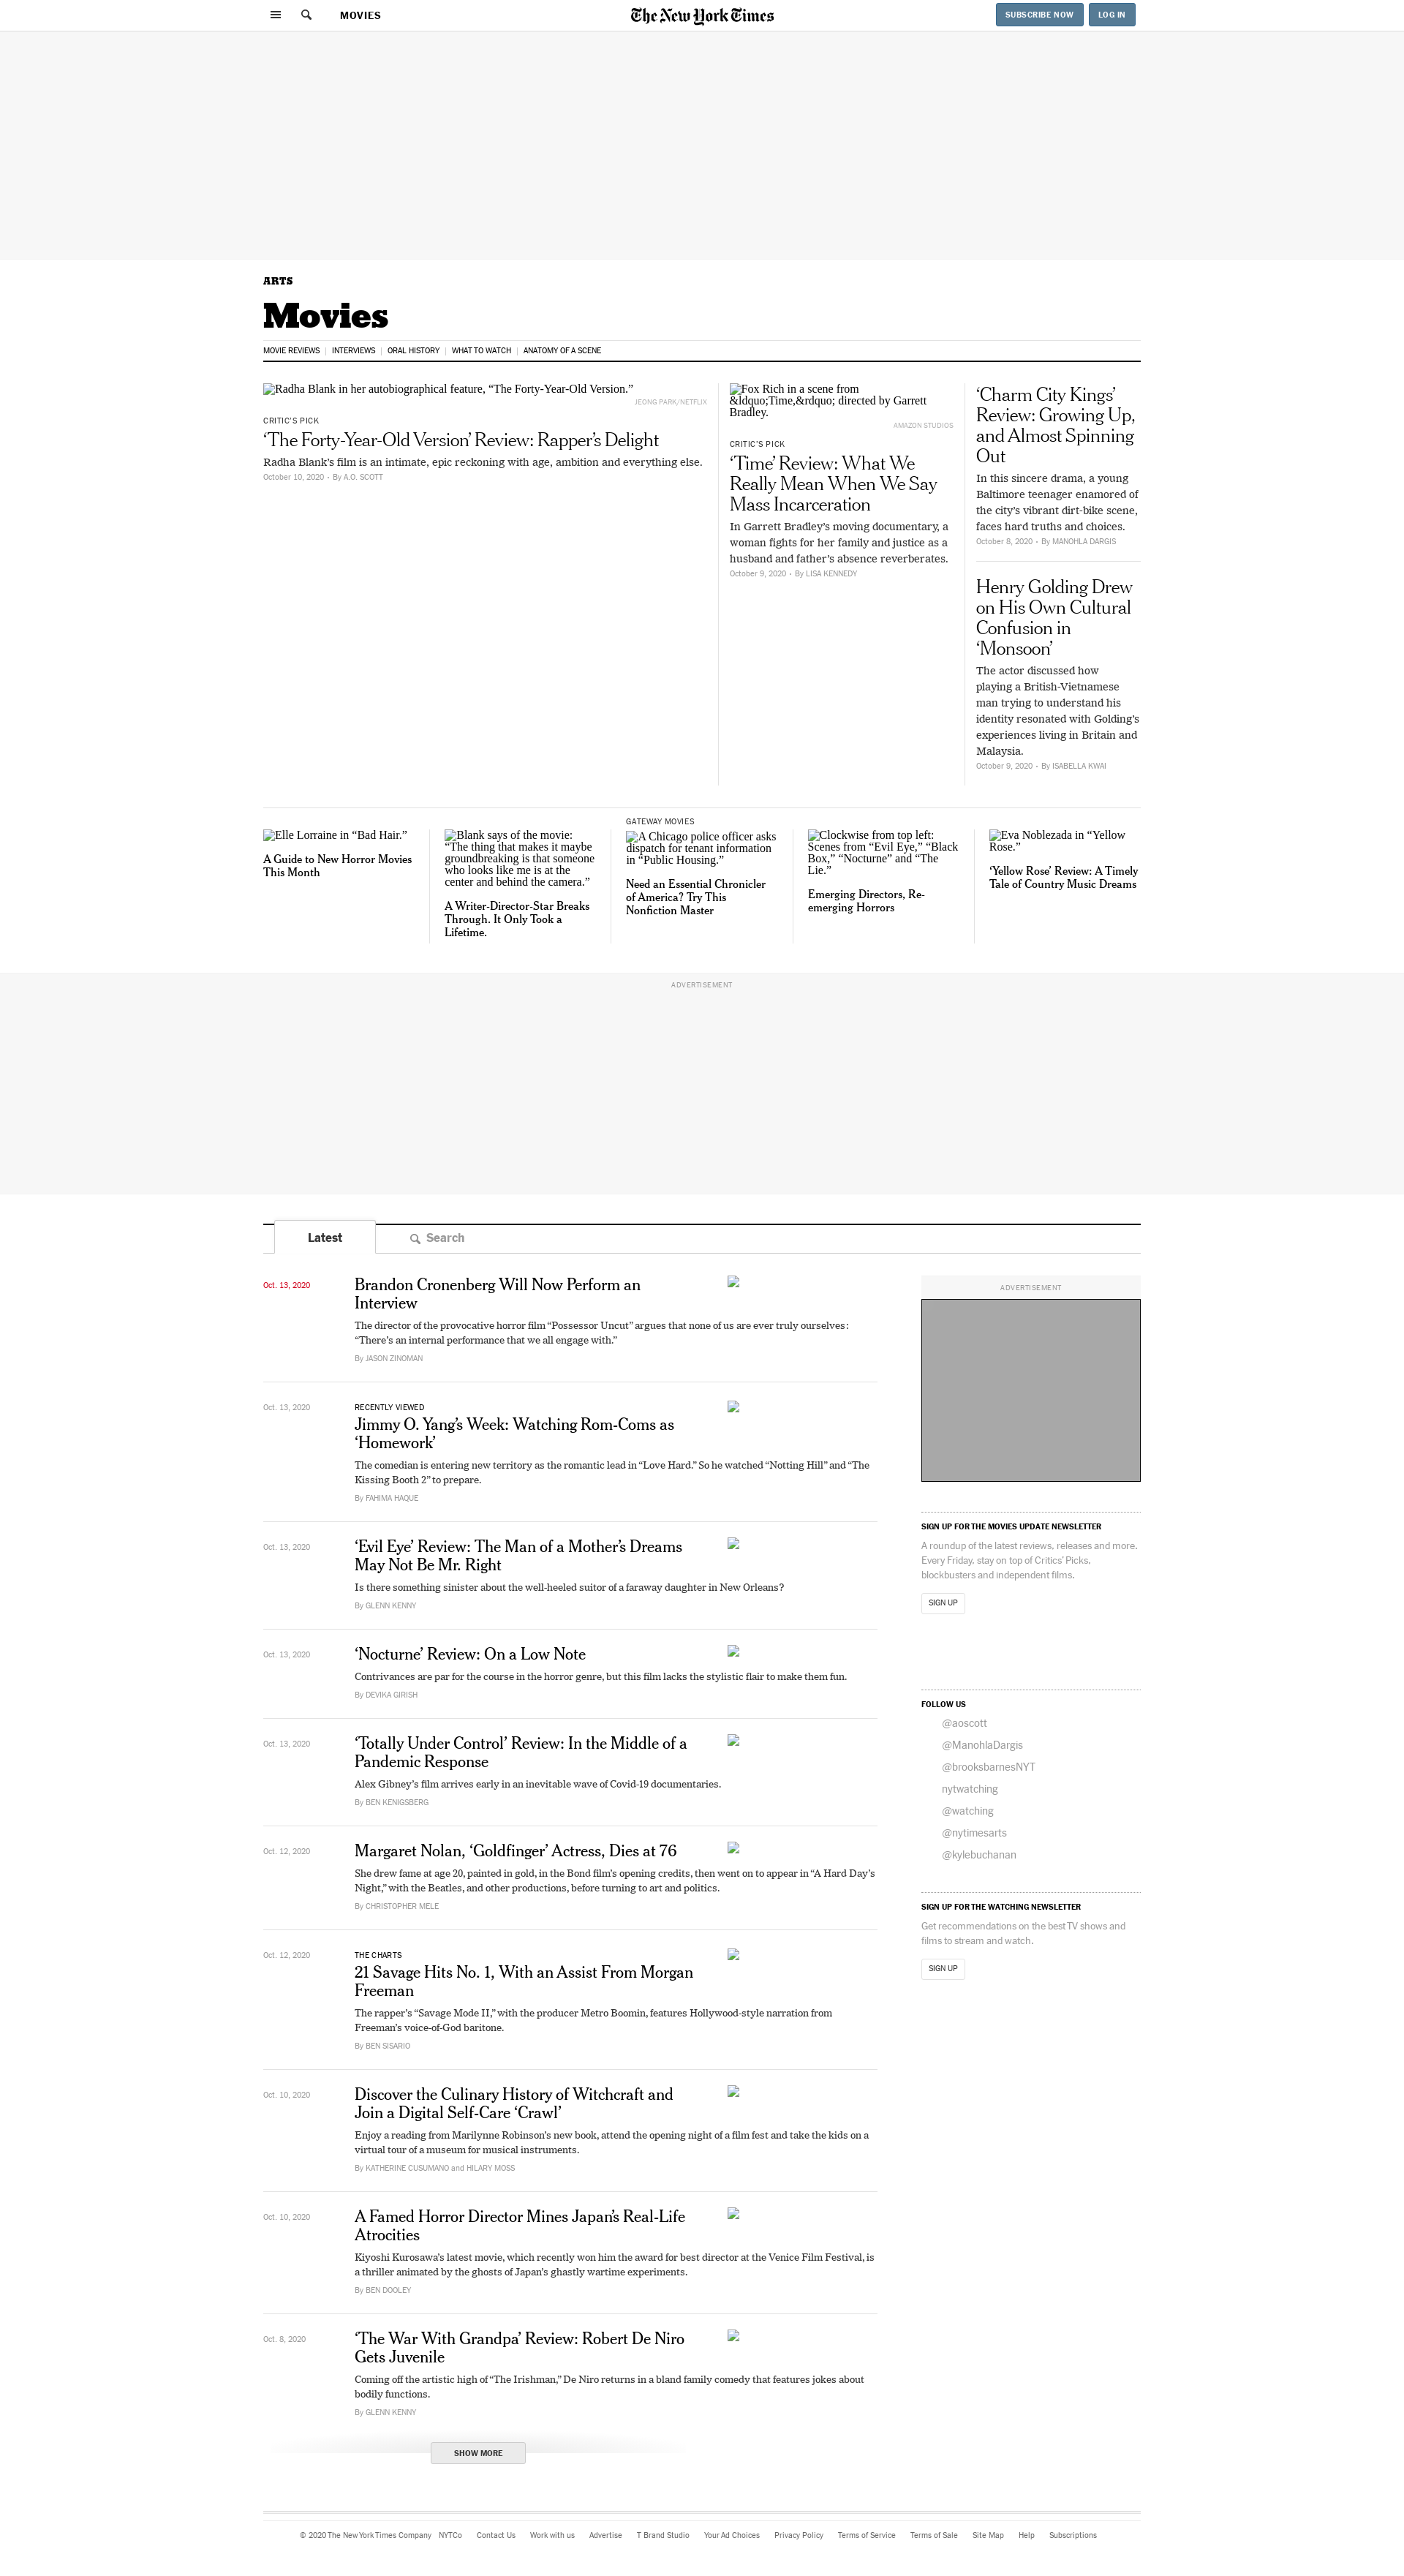 MOVIES
The New York Times
SUBSCRIBE NOW
LOG IN
ARTS
Movies
MOVIE REVIEWS
INTERVIEWS
ORAL HISTORY
WHAT TO WATCH
ANATOMY OF A SCENE
Radha Blank in her autobiographical feature, “The Forty-Year-Old Version.”
JEONG PARK/NETFLIX
CRITIC’S PICK
‘The Forty-Year-Old Version’ Review: Rapper’s Delight
Radha Blank’s film is an intimate, epic reckoning with age, ambition and everything else.
October 10, 2020 • By A.O. SCOTT
Fox Rich in a scene from
&ldquo;Time,&rdquo; directed by Garrett
Bradley.
AMAZON STUDIOS
CRITIC’S PICK
‘Time’ Review: What We
Really Mean When We Say
Mass Incarceration
In Garrett Bradley’s moving documentary, a
woman fights for her family and justice as a
husband and father’s absence reverberates.
October 9, 2020 • By LISA KENNEDY
‘Charm City Kings’
Review: Growing Up,
and Almost Spinning
Out
In this sincere drama, a young
Baltimore teenager enamored of
the city’s vibrant dirt-bike scene,
faces hard truths and choices.
October 8, 2020 • By MANOHLA DARGIS
Henry Golding Drew
on His Own Cultural
Confusion in
‘Monsoon’
The actor discussed how
playing a British-Vietnamese
man trying to understand his
identity resonated with Golding’s
experiences living in Britain and
Malaysia.
October 9, 2020 • By ISABELLA KWAI
Elle Lorraine in “Bad Hair.”
A Guide to New Horror Movies
This Month
Blank says of the movie:
“The thing that makes it maybe
groundbreaking is that someone
who looks like me is at the
center and behind the camera.”
A Writer-Director-Star Breaks
Through. It Only Took a
Lifetime.
GATEWAY MOVIES
A Chicago police officer asks
dispatch for tenant information
in “Public Housing.”
Need an Essential Chronicler
of America? Try This
Nonfiction Master
Clockwise from top left:
Scenes from “Evil Eye,” “Black
Box,” “Nocturne” and “The
Lie.”
Emerging Directors, Re-
emerging Horrors
Eva Noblezada in “Yellow
Rose.”
‘Yellow Rose’ Review: A Timely
Tale of Country Music Dreams
ADVERTISEMENT
Latest
Search
Oct. 13, 2020
Brandon Cronenberg Will Now Perform an
Interview
The director of the provocative horror film “Possessor Uncut” argues that none of us are ever truly ourselves:
“There’s an internal performance that we all engage with.”
By JASON ZINOMAN
Oct. 13, 2020
RECENTLY VIEWED
Jimmy O. Yang’s Week: Watching Rom-Coms as
‘Homework’
The comedian is entering new territory as the romantic lead in “Love Hard.” So he watched “Notting Hill” and “The
Kissing Booth 2” to prepare.
By FAHIMA HAQUE
Oct. 13, 2020
‘Evil Eye’ Review: The Man of a Mother’s Dreams
May Not Be Mr. Right
Is there something sinister about the well-heeled suitor of a faraway daughter in New Orleans?
By GLENN KENNY
Oct. 13, 2020
‘Nocturne’ Review: On a Low Note
Contrivances are par for the course in the horror genre, but this film lacks the stylistic flair to make them fun.
By DEVIKA GIRISH
Oct. 13, 2020
‘Totally Under Control’ Review: In the Middle of a
Pandemic Response
Alex Gibney’s film arrives early in an inevitable wave of Covid-19 documentaries.
By BEN KENIGSBERG
Oct. 12, 2020
Margaret Nolan, ‘Goldfinger’ Actress, Dies at 76
She drew fame at age 20, painted in gold, in the Bond film’s opening credits, then went on to appear in “A Hard Day’s
Night,” with the Beatles, and other productions, before turning to art and politics.
By CHRISTOPHER MELE
Oct. 12, 2020
THE CHARTS
21 Savage Hits No. 1, With an Assist From Morgan
Freeman
The rapper’s “Savage Mode II,” with the producer Metro Boomin, features Hollywood-style narration from
Freeman’s voice-of-God baritone.
By BEN SISARIO
Oct. 10, 2020
Discover the Culinary History of Witchcraft and
Join a Digital Self-Care ‘Crawl’
Enjoy a reading from Marilynne Robinson’s new book, attend the opening night of a film fest and take the kids on a
virtual tour of a museum for musical instruments.
By KATHERINE CUSUMANO and HILARY MOSS
Oct. 10, 2020
A Famed Horror Director Mines Japan’s Real-Life
Atrocities
Kiyoshi Kurosawa’s latest movie, which recently won him the award for best director at the Venice Film Festival, is
a thriller animated by the ghosts of Japan’s ghastly wartime experiments.
By BEN DOOLEY
Oct. 8, 2020
‘The War With Grandpa’ Review: Robert De Niro
Gets Juvenile
Coming off the artistic high of “The Irishman,” De Niro returns in a bland family comedy that features jokes about
bodily functions.
By GLENN KENNY
SHOW MORE
ADVERTISEMENT
SIGN UP FOR THE MOVIES UPDATE NEWSLETTER
A roundup of the latest reviews, releases and more.
Every Friday, stay on top of Critics’ Picks,
blockbusters and independent films.
SIGN UP
FOLLOW US
@aoscott
@ManohlaDargis
@brooksbarnesNYT
nytwatching
@watching
@nytimesarts
@kylebuchanan
SIGN UP FOR THE WATCHING NEWSLETTER
Get recommendations on the best TV shows and
films to stream and watch.
SIGN UP
© 2020 The New York Times Company
NYTCo
Contact Us
Work with us
Advertise
T Brand Studio
Your Ad Choices
Privacy Policy
Terms of Service
Terms of Sale
Site Map
Help
Subscriptions